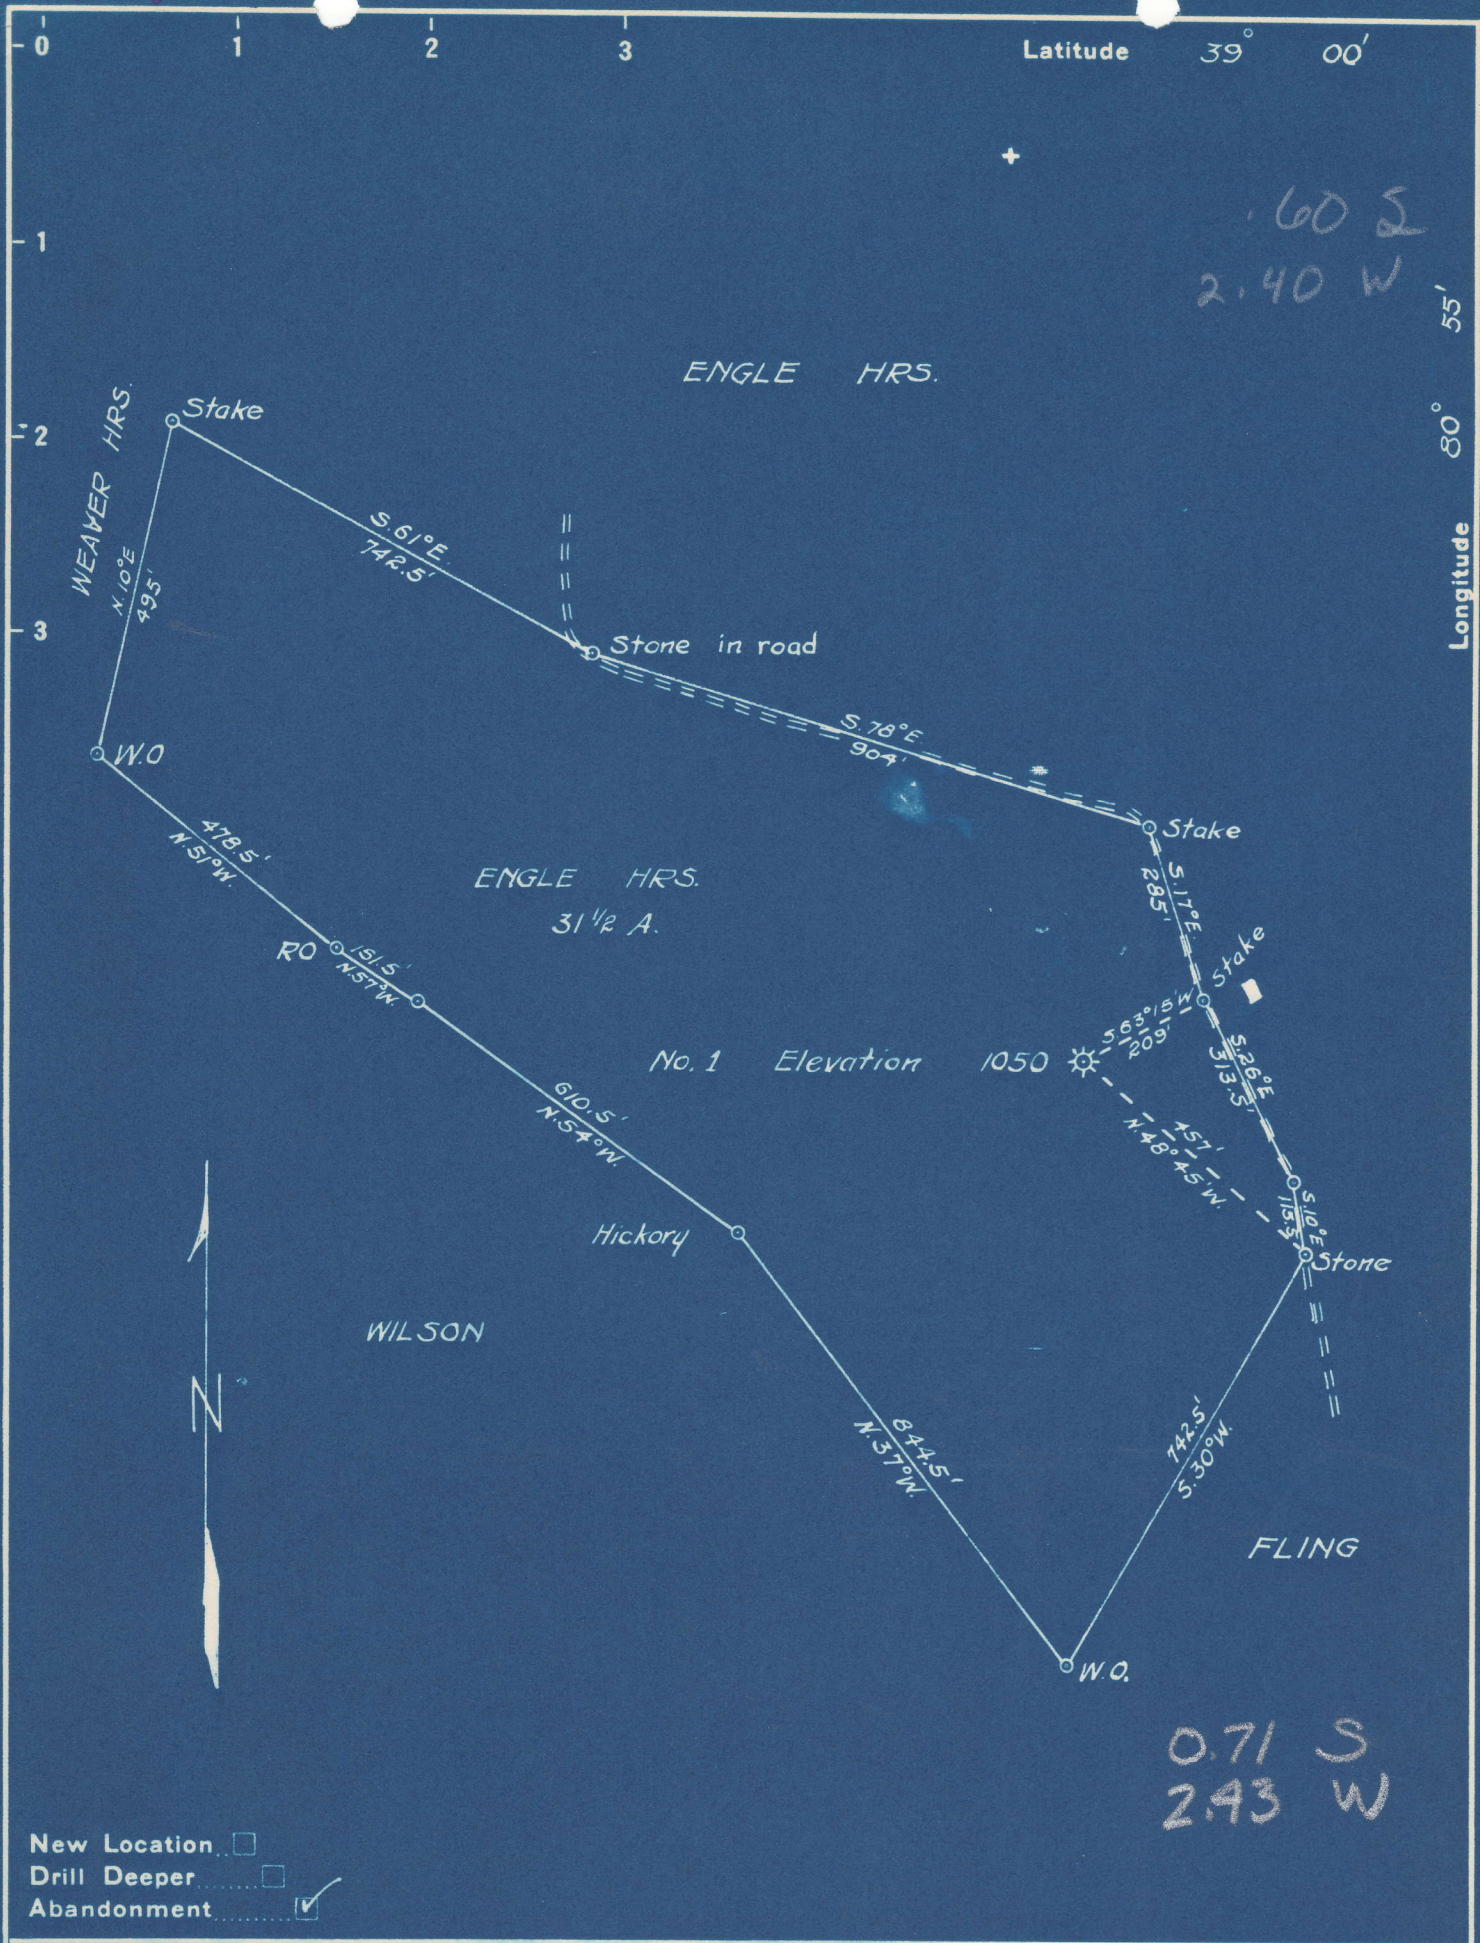 0 1 2 3 Latitude 39° 00'
1
.60 S
2.40 W
Longitude 80° 55'
ENGLE HRS.
2
WEAVER HRS.
Stake
S.61°E.
742.5'
N.10°E
495'
3
Stone in road
S.78°E
904'
W.O
Stake
478.5'
N.51°W.
S.17°E.
285'
ENGLE HRS.
31 1/2 A.
Stake
RO
151.5'
N.57°W.
S.63°15'W
209'
No. 1 Elevation 1050
S.26°E
313.5'
610.5'
N.54°W.
457'
N.48°45'W.
S.10°E
115.5'
Hickory
Stone
WILSON
N
844.5'
N.37°W.
742.5'
S.30°W.
FLING
W.O.
0.71 S
2.43 W
New Location
Drill Deeper
Abandonment ✓